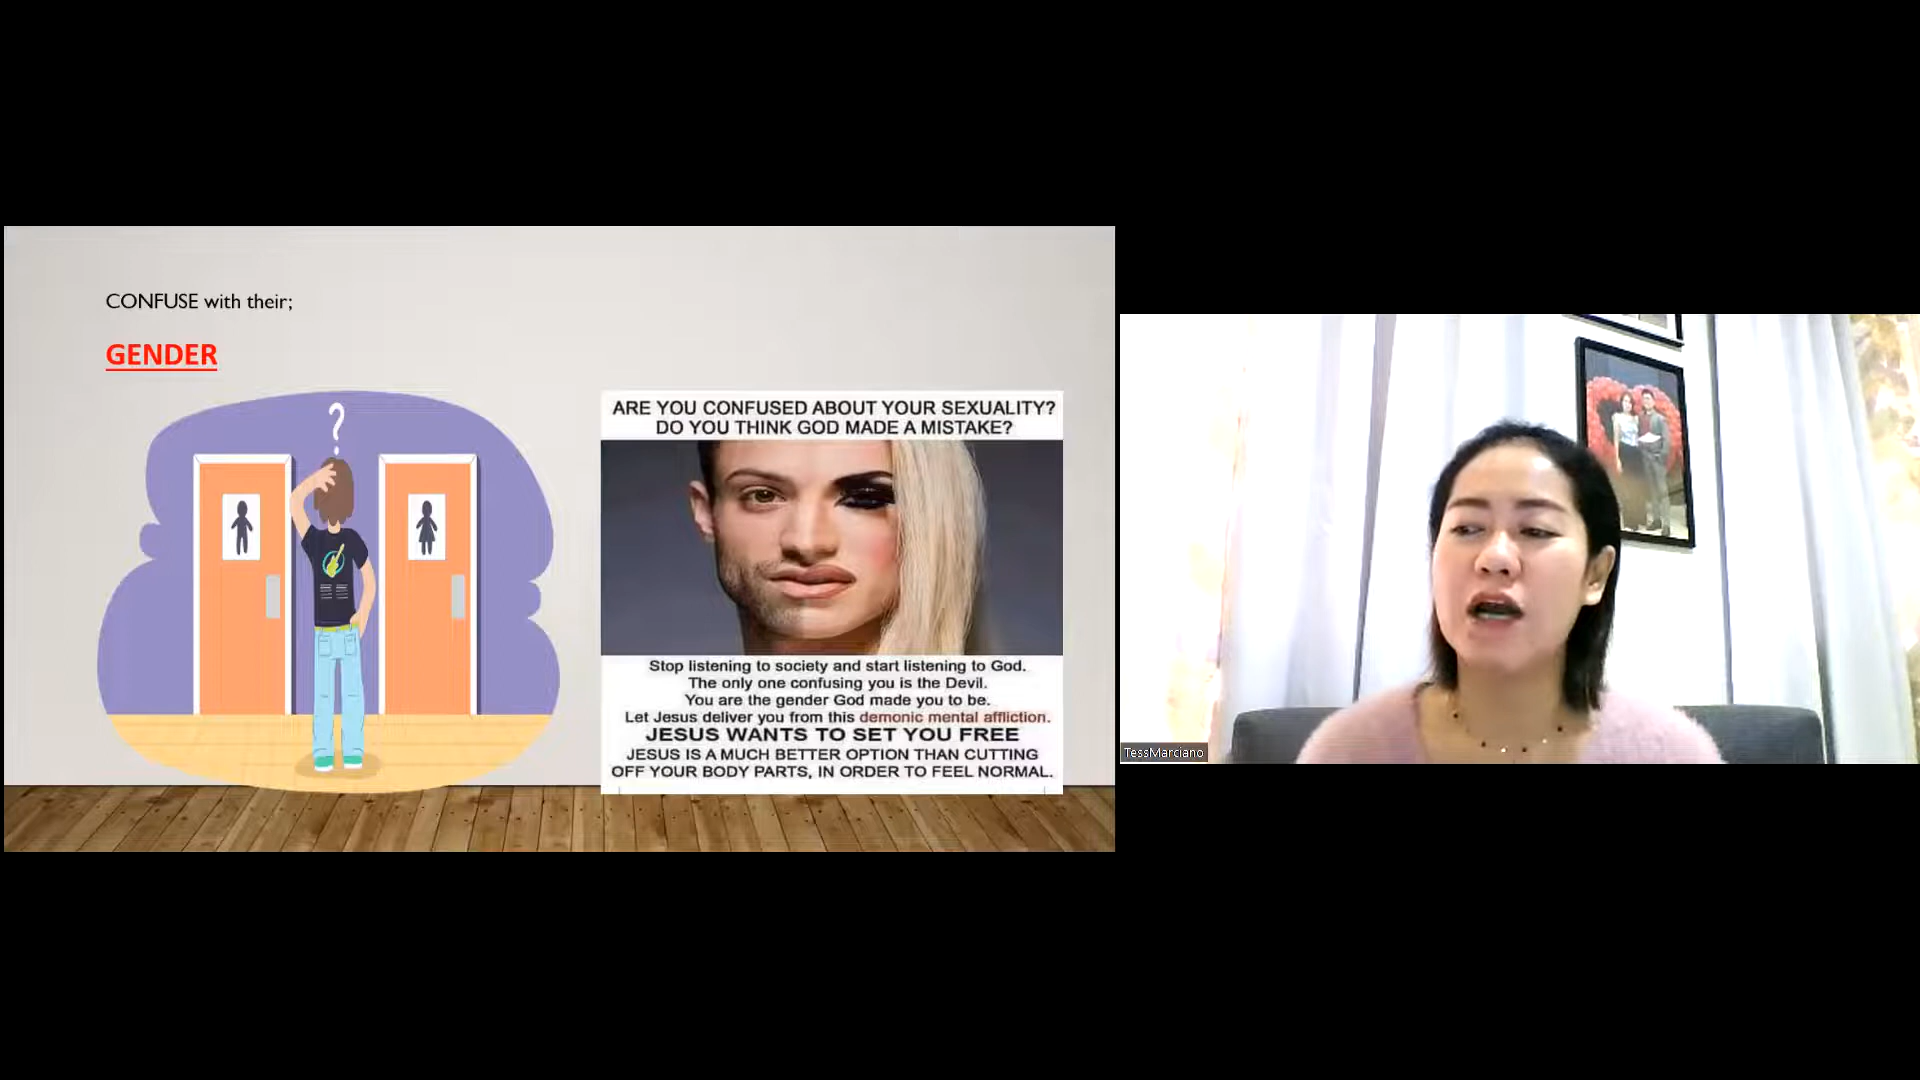 CONFUSE with their;
GENDER
?
ARE YOU CONFUSED ABOUT YOUR SEXUALITY?
DO YOU THINK GOD MADE A MISTAKE?
Stop listening to society and start listening to God.
The only one confusing you is the Devil.
You are the gender God made you to be.
Let Jesus deliver you from this demonic mental affliction.
JESUS WANTS TO SET YOU FREE
JESUS IS A MUCH BETTER OPTION THAN CUTTING
OFF YOUR BODY PARTS, IN ORDER TO FEEL NORMAL.
TessMarciano